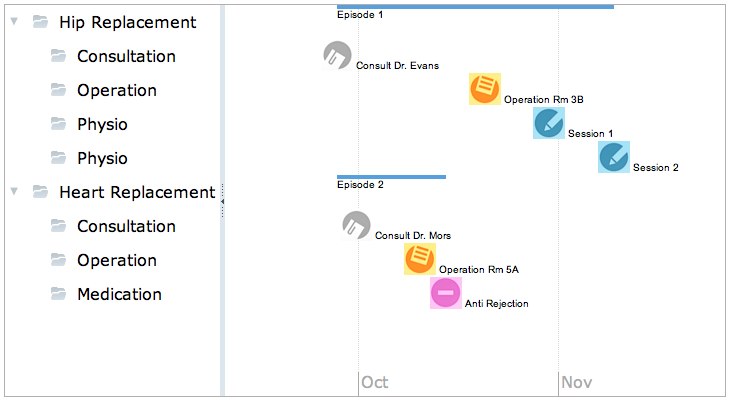 Hip Replacement
Episode 1
Consultation
Consult Dr. Evans
Operation
Operation Rm 3B
Physio
Session 1
Physio
Session 2
Heart Replacement
Episode 2
Consultation
Consult Dr. Mors
Operation
Operation Rm 5A
Medication
Anti Rejection
Oct
Nov